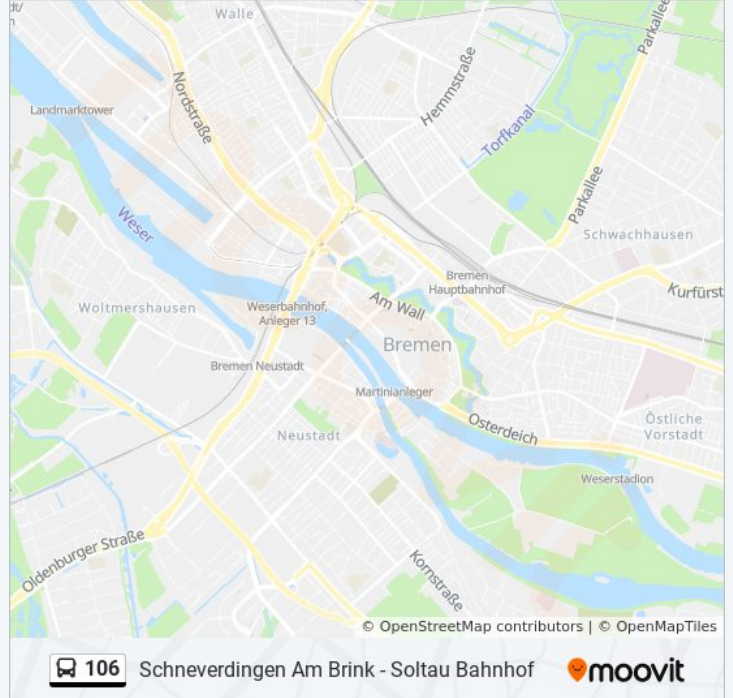 Walle
Parkallee
Hemmstraße
Nordstraße
Landmarktower
Torfkanal
Parkallee
Weser
Schwachhausen
Bremen
Hauptbahnhof
Kurfürst
Woltmershausen
Weserbahnhof,
Anleger 13
Am Wall
Bremen
Bremen Neustadt
Martinianleger
Neustadt
Osterdeich
Östliche
Vorstadt
Weserstadion
Oldenburger Straße
Kornstraße
© OpenStreetMap contributors | © OpenMapTiles
106 Schneverdingen Am Brink - Soltau Bahnhof moovit